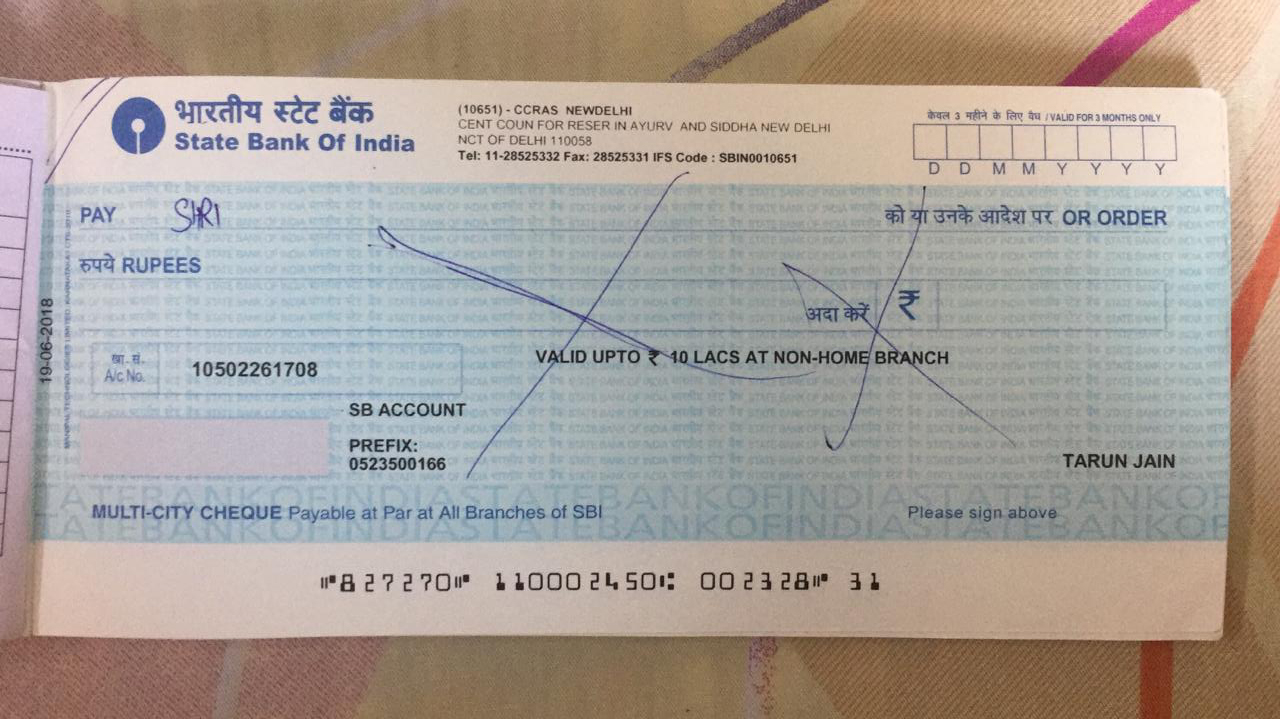 भारतीय स्टेट बैंक
State Bank Of India
(10651) - CCRAS NEWDELHI
CENT COUN FOR RESER IN AYURV AND SIDDHA NEW DELHI
NCT OF DELHI 110058
Tel: 11-28525332 Fax: 28525331 IFS Code : SBIN0010651
केवल 3 महीने के लिए वैध / VALID FOR 3 MONTHS ONLY
D D M M Y Y Y Y
PAY SHRI को या उनके आदेश पर OR ORDER
रुपये RUPEES
अदा करें ₹
19-06-2018
VALID UPTO ₹ 10 LACS AT NON-HOME BRANCH
खा. सं.
A/c No. 10502261708
SB ACCOUNT
PREFIX:
0523500166
TARUN JAIN
STATEBANKOFINDIASTATEBANKOFINDIASTATEBANKOF
MULTI-CITY CHEQUE Payable at Par at All Branches of SBI
Please sign above
⑈827270⑈ 110002450⑆ 002328⑈ 31